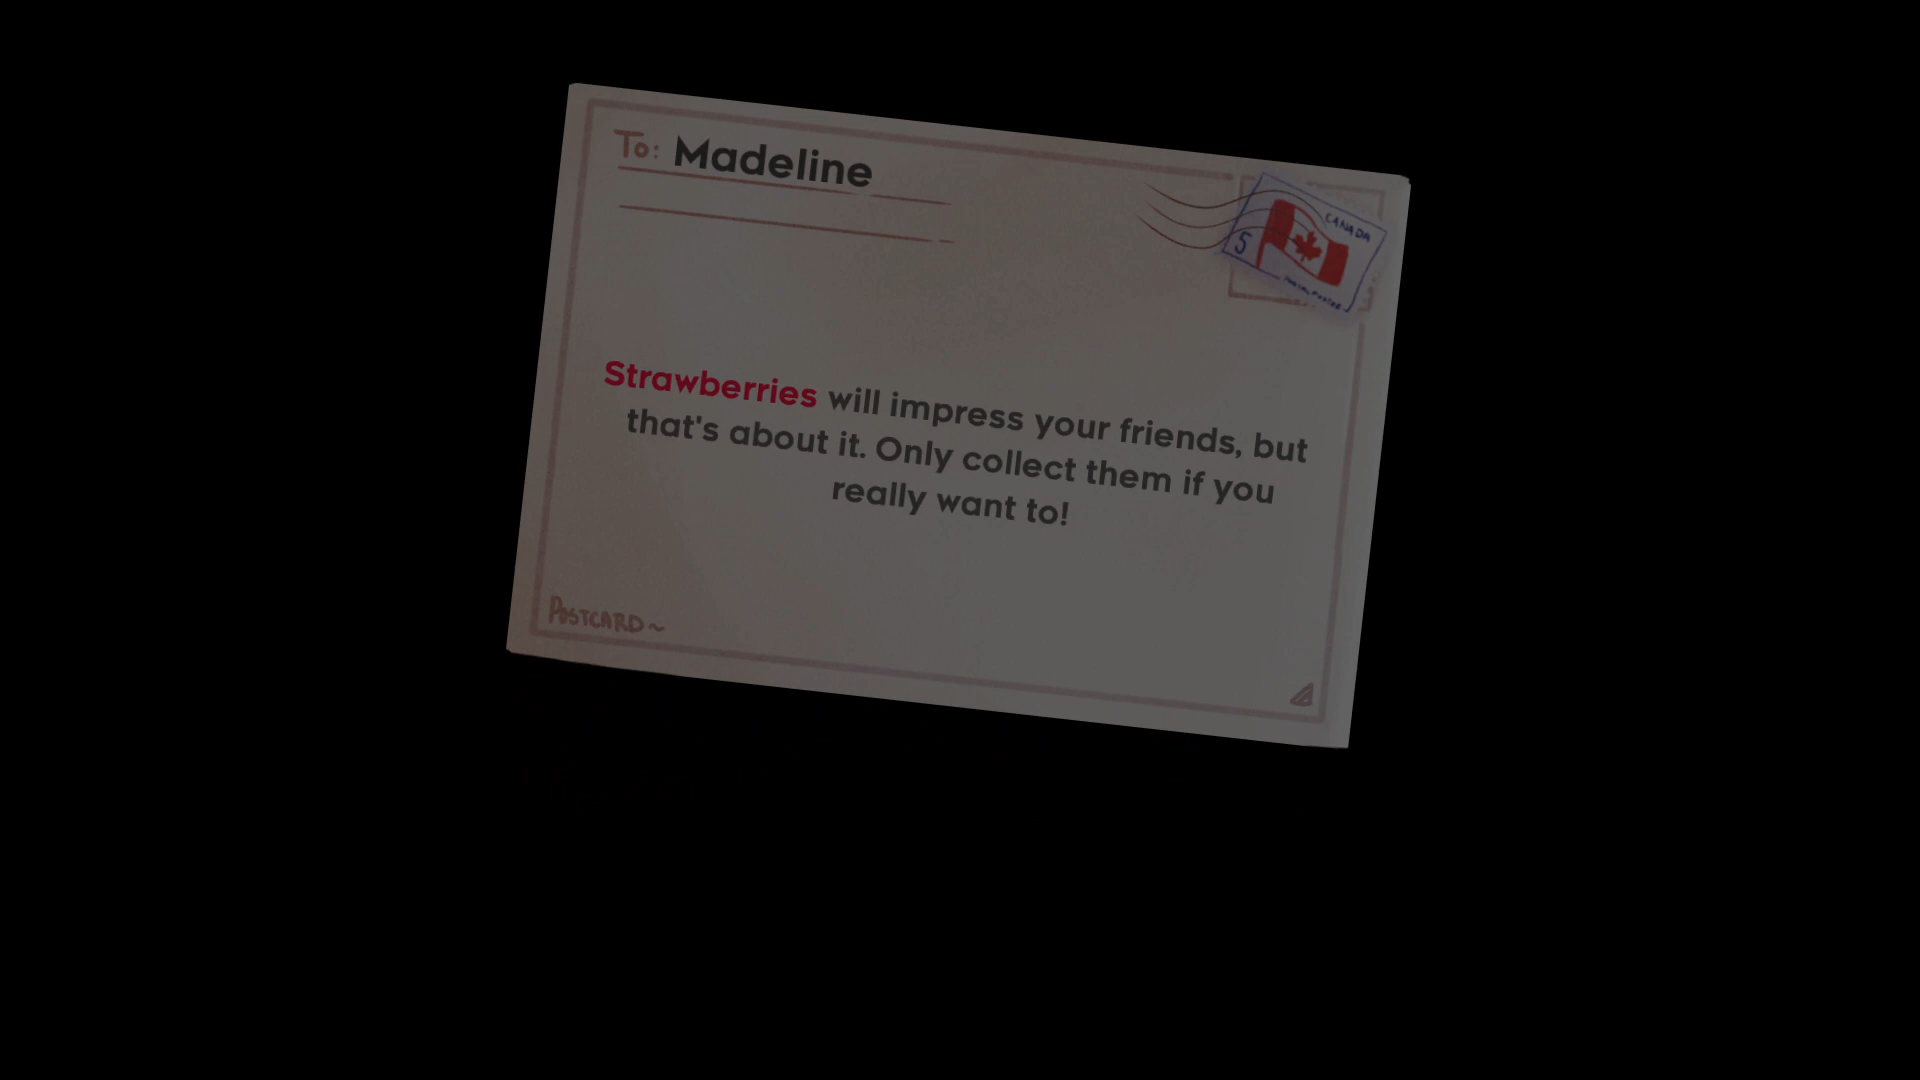 To: Madeline
CANADA
5
Strawberries will impress your friends, but
that's about it. Only collect them if you
really want to!
POSTCARD~